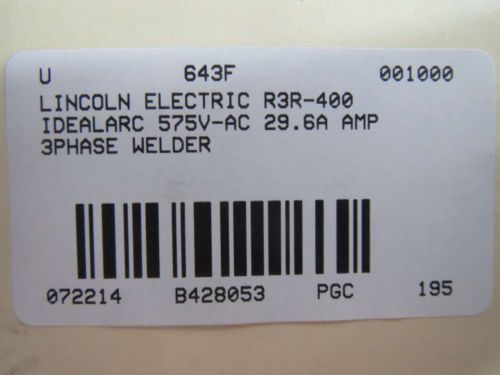 U 643F 001000
LINCOLN ELECTRIC R3R-400
IDEALARC 575V-AC 29.6A AMP
3PHASE WELDER
072214 B428053 PGC 195